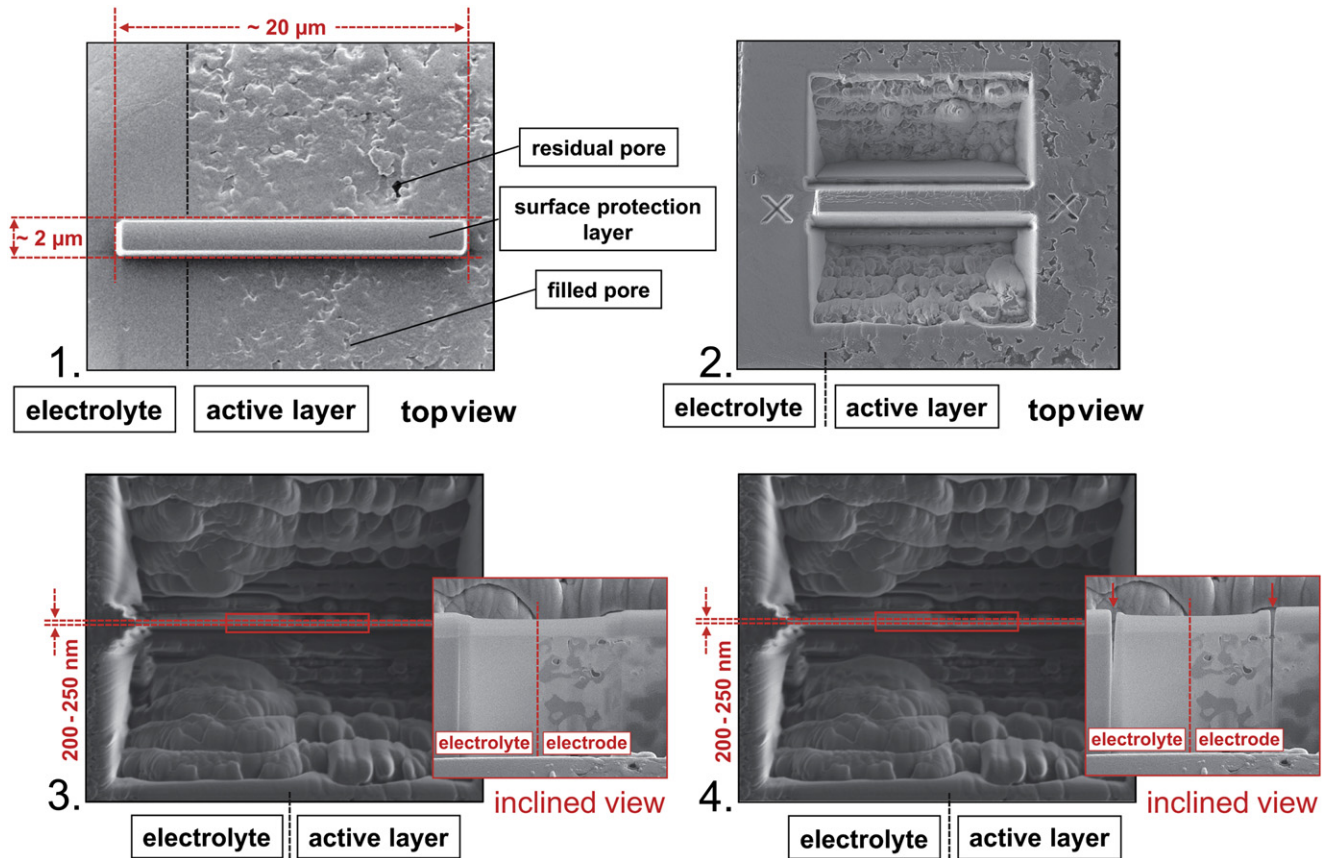 ~ 20 µm
residual pore
surface protection
layer
~ 2 µm
filled pore
1.
electrolyte
active layer
topview
2.
electrolyte
active layer
topview
200 - 250 nm
electrolyte
electrode
3.
inclined view
electrolyte
active layer
200 - 250 nm
electrolyte
electrode
4.
inclined view
electrolyte
active layer